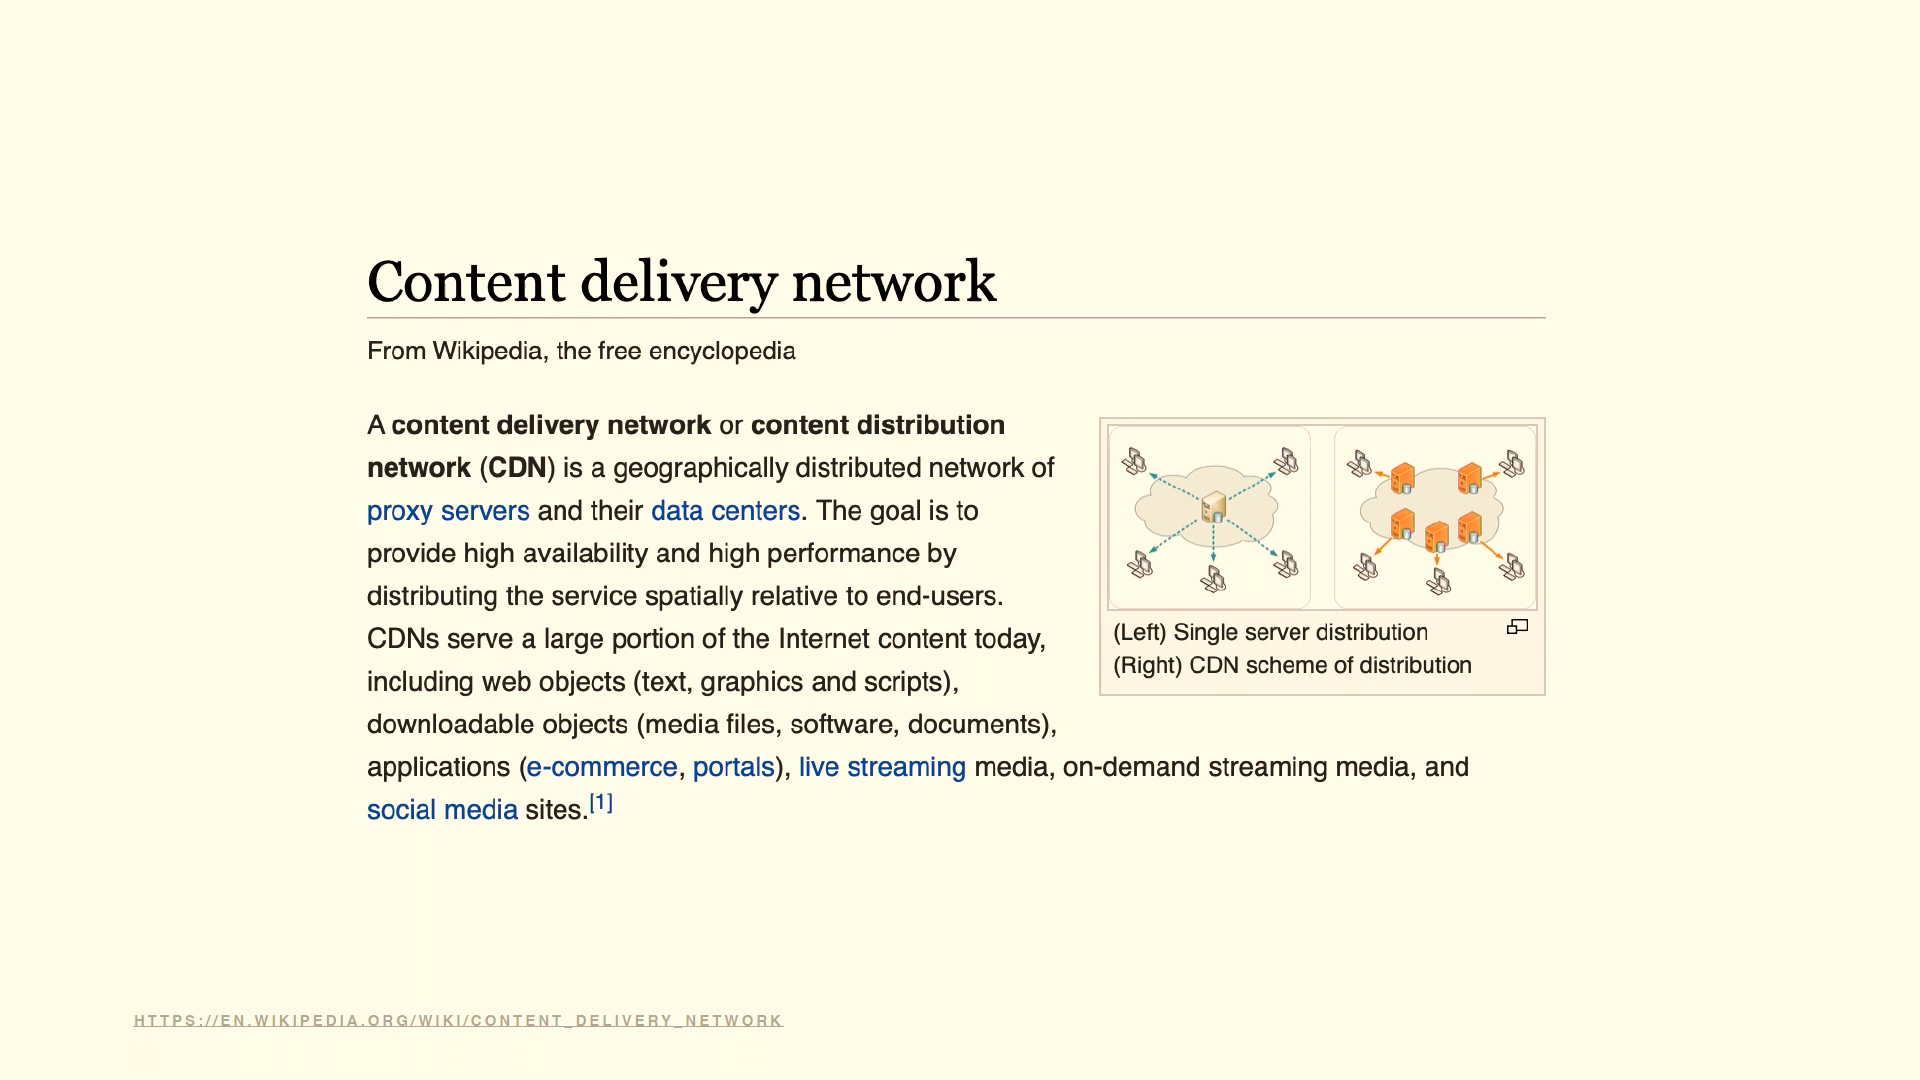 Content delivery network
From Wikipedia, the free encyclopedia
A content delivery network or content distribution
network (CDN) is a geographically distributed network of
proxy servers and their data centers. The goal is to
provide high availability and high performance by
distributing the service spatially relative to end-users.
CDNs serve a large portion of the Internet content today,
including web objects (text, graphics and scripts),
downloadable objects (media files, software, documents),
applications (e-commerce, portals), live streaming media, on-demand streaming media, and
social media sites.[1]
(Left) Single server distribution
(Right) CDN scheme of distribution
HTTPS://EN.WIKIPEDIA.ORG/WIKI/CONTENT_DELIVERY_NETWORK